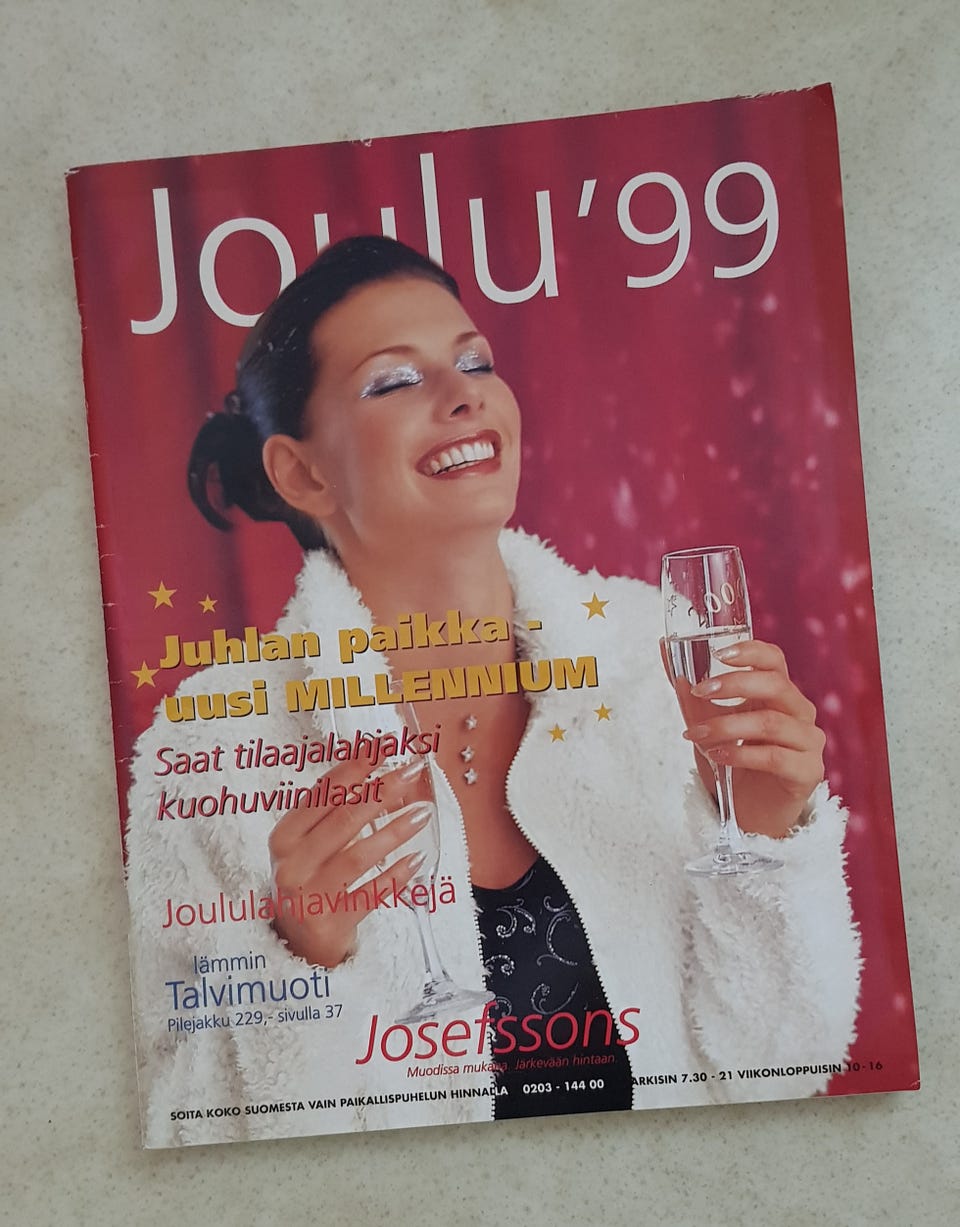 Joulu '99
200
Juhlan paikka -
uusi MILLENNIUM
Saat tilaajalahjaksi
kuohuviinilasit
Joululahjavinkkejä
lämmin
Talvimuoti
Pilejakku 229,- sivulla 37
Josefssons
Muodissa mukana. Järkevään hintaan.
SOITA KOKO SUOMESTA VAIN PAIKALLISPUHELUN HINNALLA 0203 - 144 00 ARKISIN 7.30 - 21 VIIKONLOPPUISIN 10 - 16